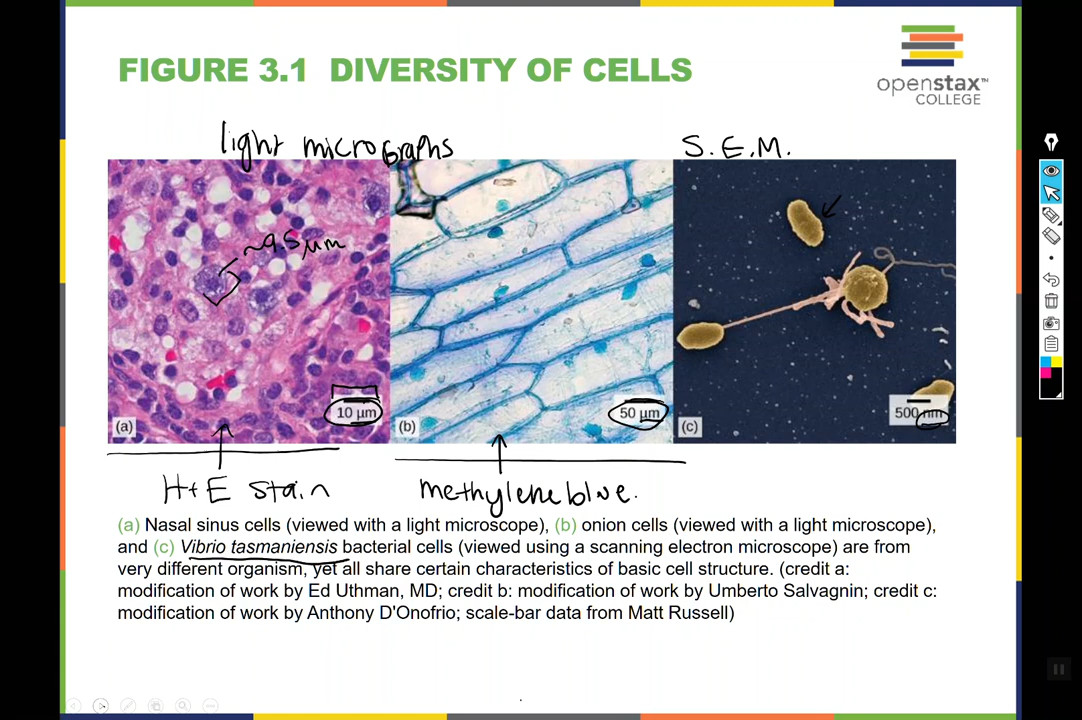 FIGURE 3.1 DIVERSITY OF CELLS
openstax™
COLLEGE
light micrographs
S.E.M.
~9.5 µm
10 µm
50 µm
500 nm
(a)
(b)
(c)
H+E stain
methylene blue.
(a) Nasal sinus cells (viewed with a light microscope), (b) onion cells (viewed with a light microscope),
and (c) Vibrio tasmaniensis bacterial cells (viewed using a scanning electron microscope) are from
very different organism, yet all share certain characteristics of basic cell structure. (credit a:
modification of work by Ed Uthman, MD; credit b: modification of work by Umberto Salvagnin; credit c:
modification of work by Anthony D'Onofrio; scale-bar data from Matt Russell)